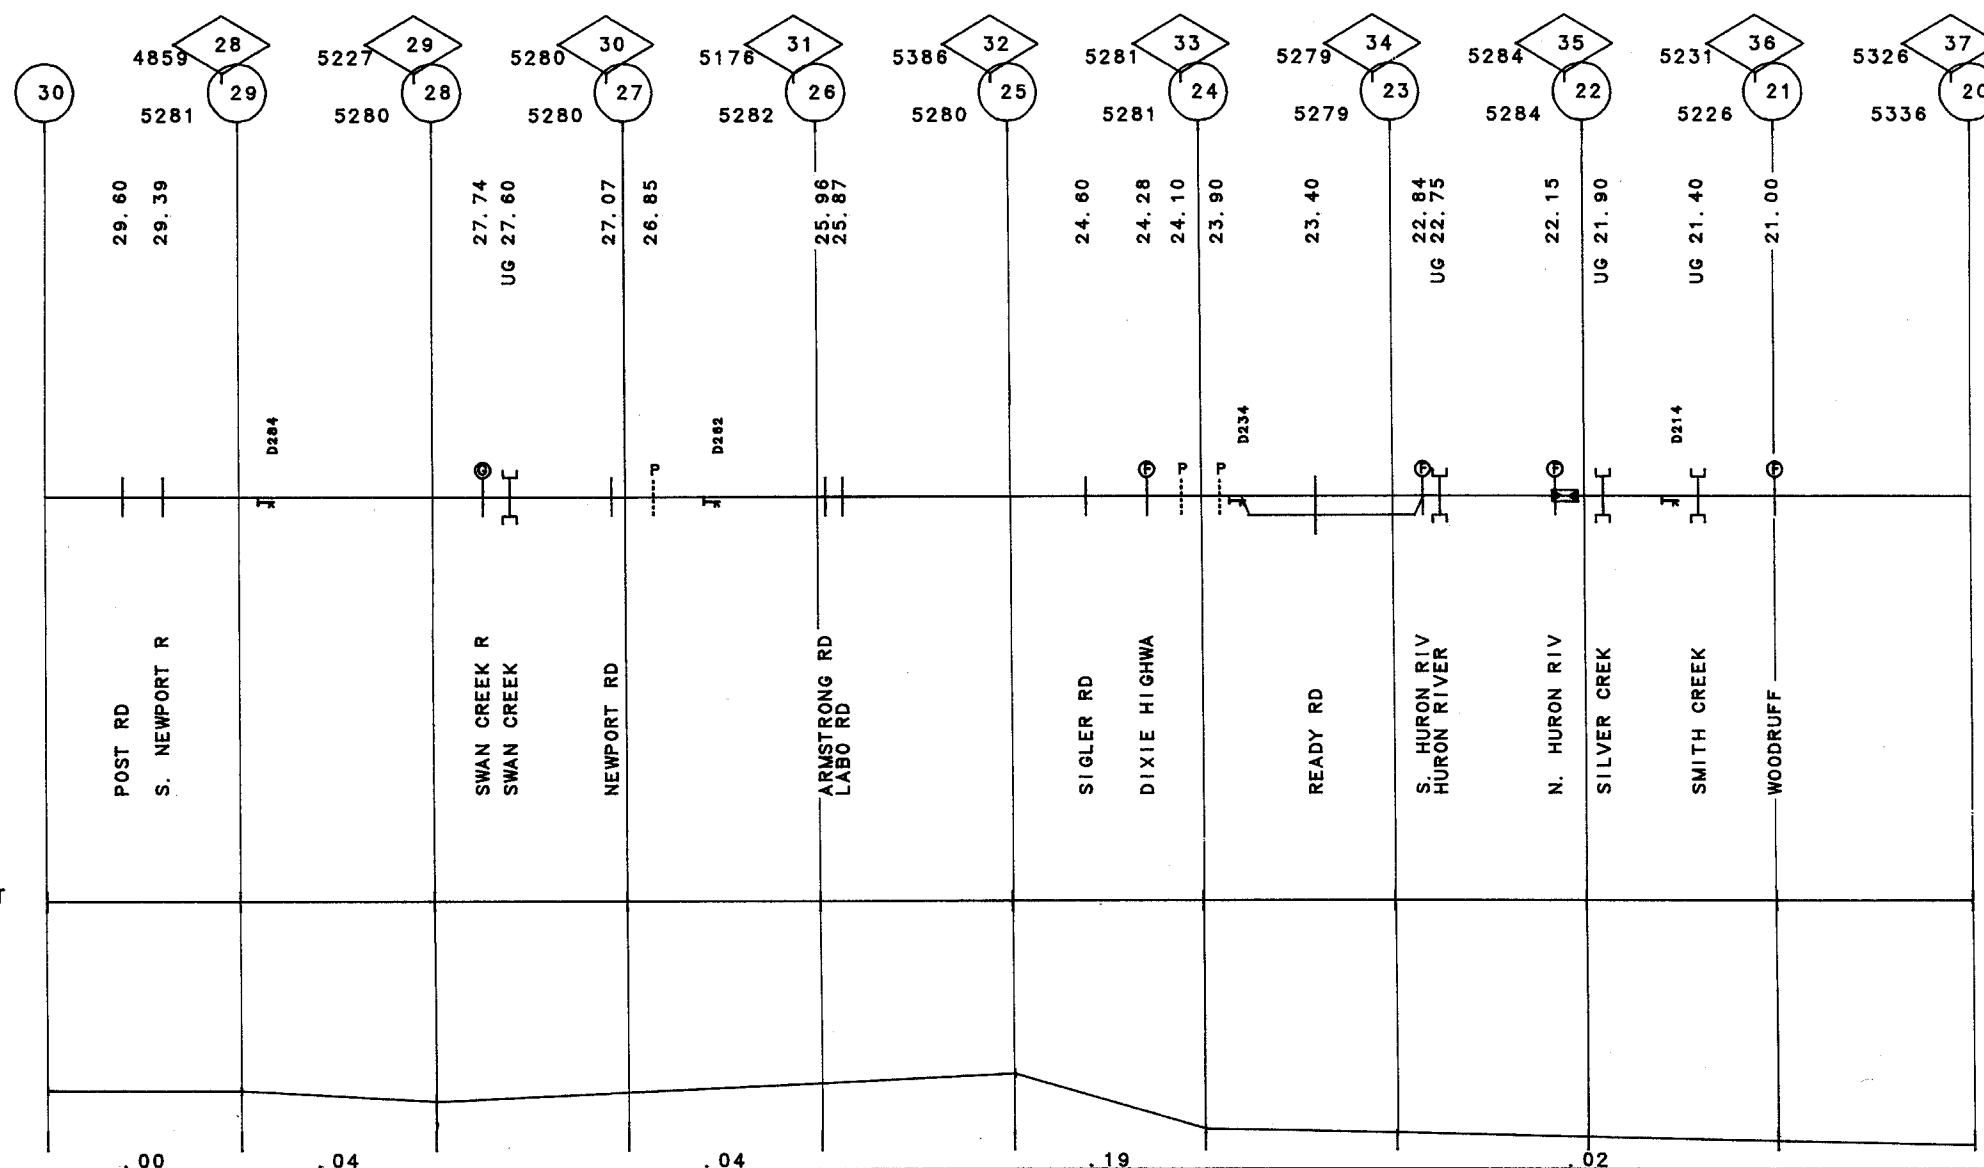 28 29 30 31 32 33 34 35 36 37
4859 5227 5280 5176 5386 5281 5279 5284 5231 5326
30 29 28 27 26 25 24 23 22 21 20
5281 5280 5280 5282 5280 5281 5279 5284 5226 5336
29.60
29.39
27.74
UG 27.60
27.07
26.85
25.96
25.87
24.60
24.28
24.10
23.90
23.40
22.84
UG 22.75
22.15
UG 21.90
UG 21.40
21.00
D284
D262
D234
D214
G P F P P F F F
POST RD
S. NEWPORT R
SWAN CREEK R
SWAN CREEK
NEWPORT RD
ARMSTRONG RD
LABO RD
SIGLER RD
DIXIE HIGHWA
READY RD
S. HURON RIV
HURON RIVER
N. HURON RIV
SILVER CREK
SMITH CREEK
WOODRUFF
.00 .04 .04 .19 .02